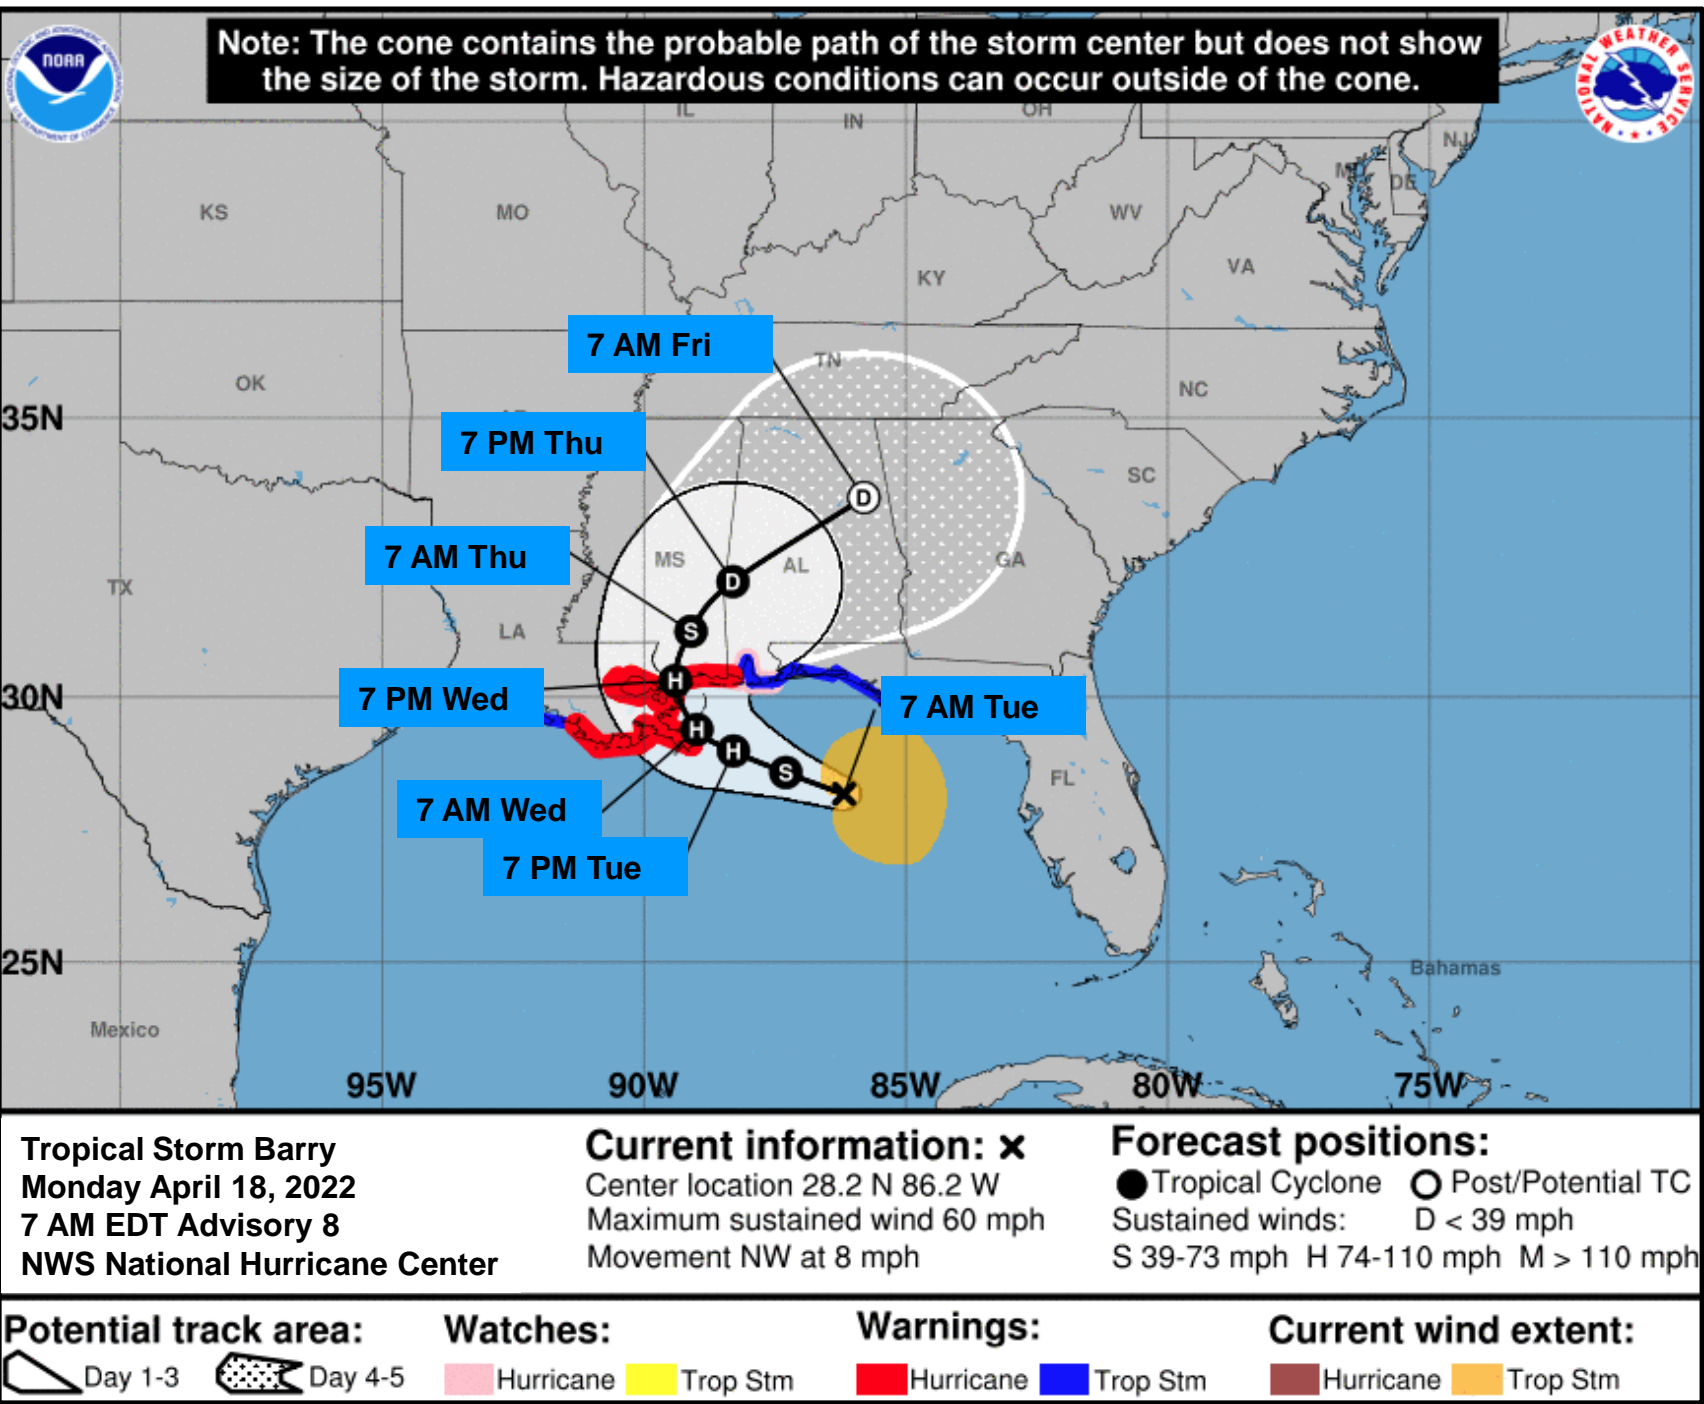 Note: The cone contains the probable path of the storm center but does not show
the size of the storm. Hazardous conditions can occur outside of the cone.
NOAA
NATIONAL WEATHER SERVICE
IL
IN
OH
NJ
DE
KS
MO
WV
VA
KY
7 AM Fri
TN
OK
NC
35N
7 PM Thu
SC
7 AM Thu
MS
AL
GA
TX
LA
7 PM Wed
30N
7 AM Tue
FL
7 AM Wed
7 PM Tue
25N
Bahamas
Mexico
95W
90W
85W
80W
75W
Tropical Storm Barry
Monday April 18, 2022
7 AM EDT Advisory 8
NWS National Hurricane Center
Current information: x
Center location 28.2 N 86.2 W
Maximum sustained wind 60 mph
Movement NW at 8 mph
Forecast positions:
Tropical Cyclone Post/Potential TC
Sustained winds: D < 39 mph
S 39-73 mph H 74-110 mph M > 110 mph
D
D
S
H
H
H
S
Potential track area:
Day 1-3 Day 4-5
Watches:
Hurricane Trop Stm
Warnings:
Hurricane Trop Stm
Current wind extent:
Hurricane Trop Stm